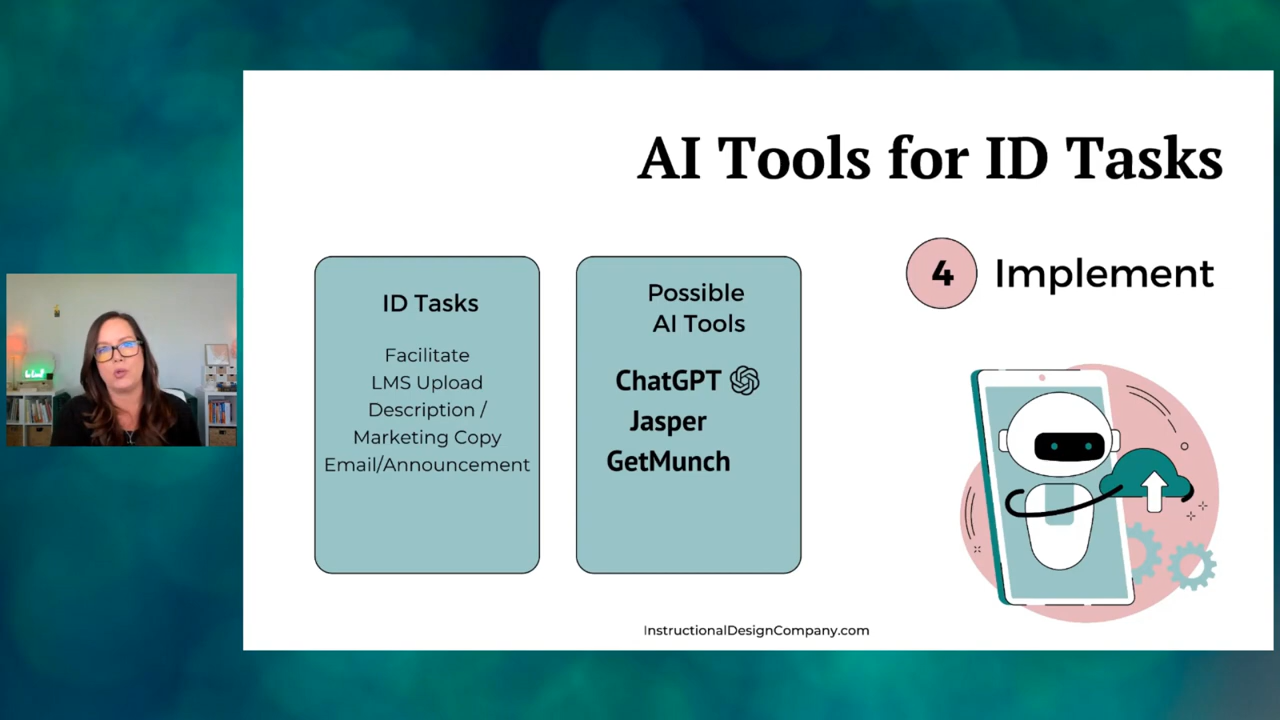 AI Tools for ID Tasks
4 Implement
ID Tasks
Facilitate
LMS Upload
Description /
Marketing Copy
Email/Announcement
Possible
AI Tools
ChatGPT
Jasper
GetMunch
InstructionalDesignCompany.com